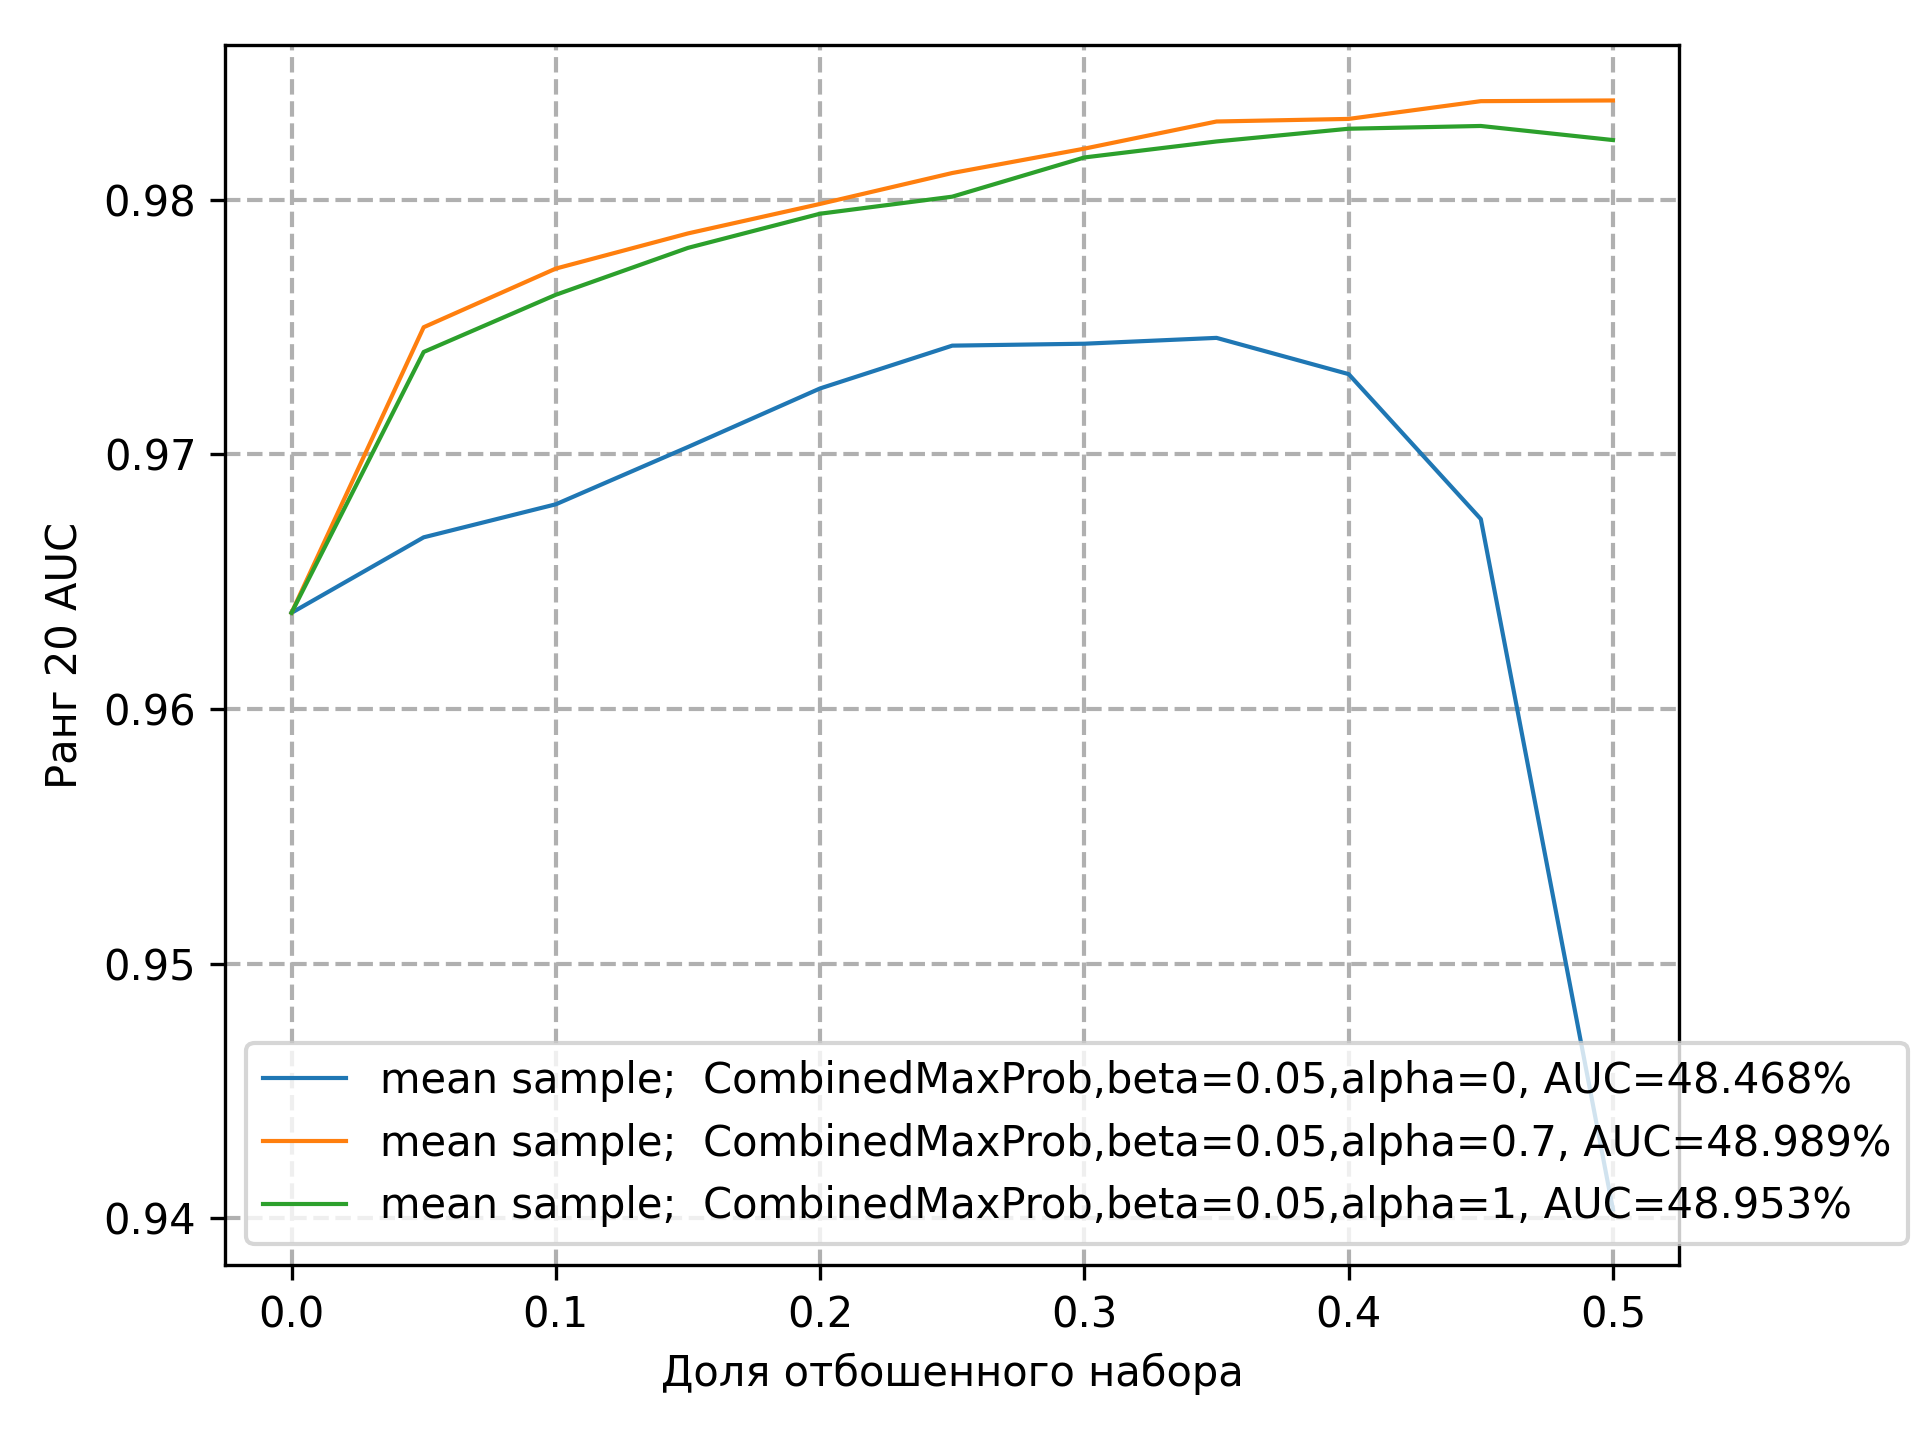 0.98
0.97
0.96
0.95
0.94
Ранг 20 AUC
mean sample;  CombinedMaxProb,beta=0.05,alpha=0, AUC=48.468%
mean sample;  CombinedMaxProb,beta=0.05,alpha=0.7, AUC=48.989%
mean sample;  CombinedMaxProb,beta=0.05,alpha=1, AUC=48.953%
0.0 0.1 0.2 0.3 0.4 0.5
Доля отбошенного набора